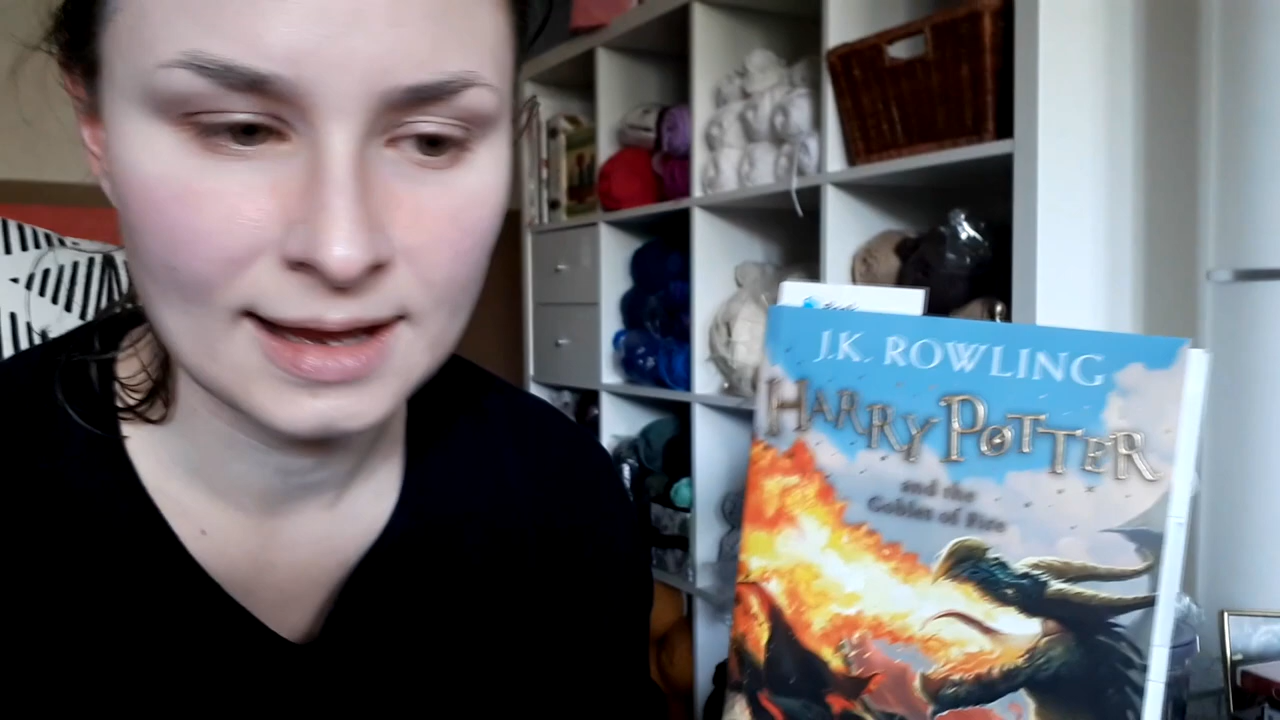 J.K. ROWLING
HARRY POTTER
and the
Goblet of Fire